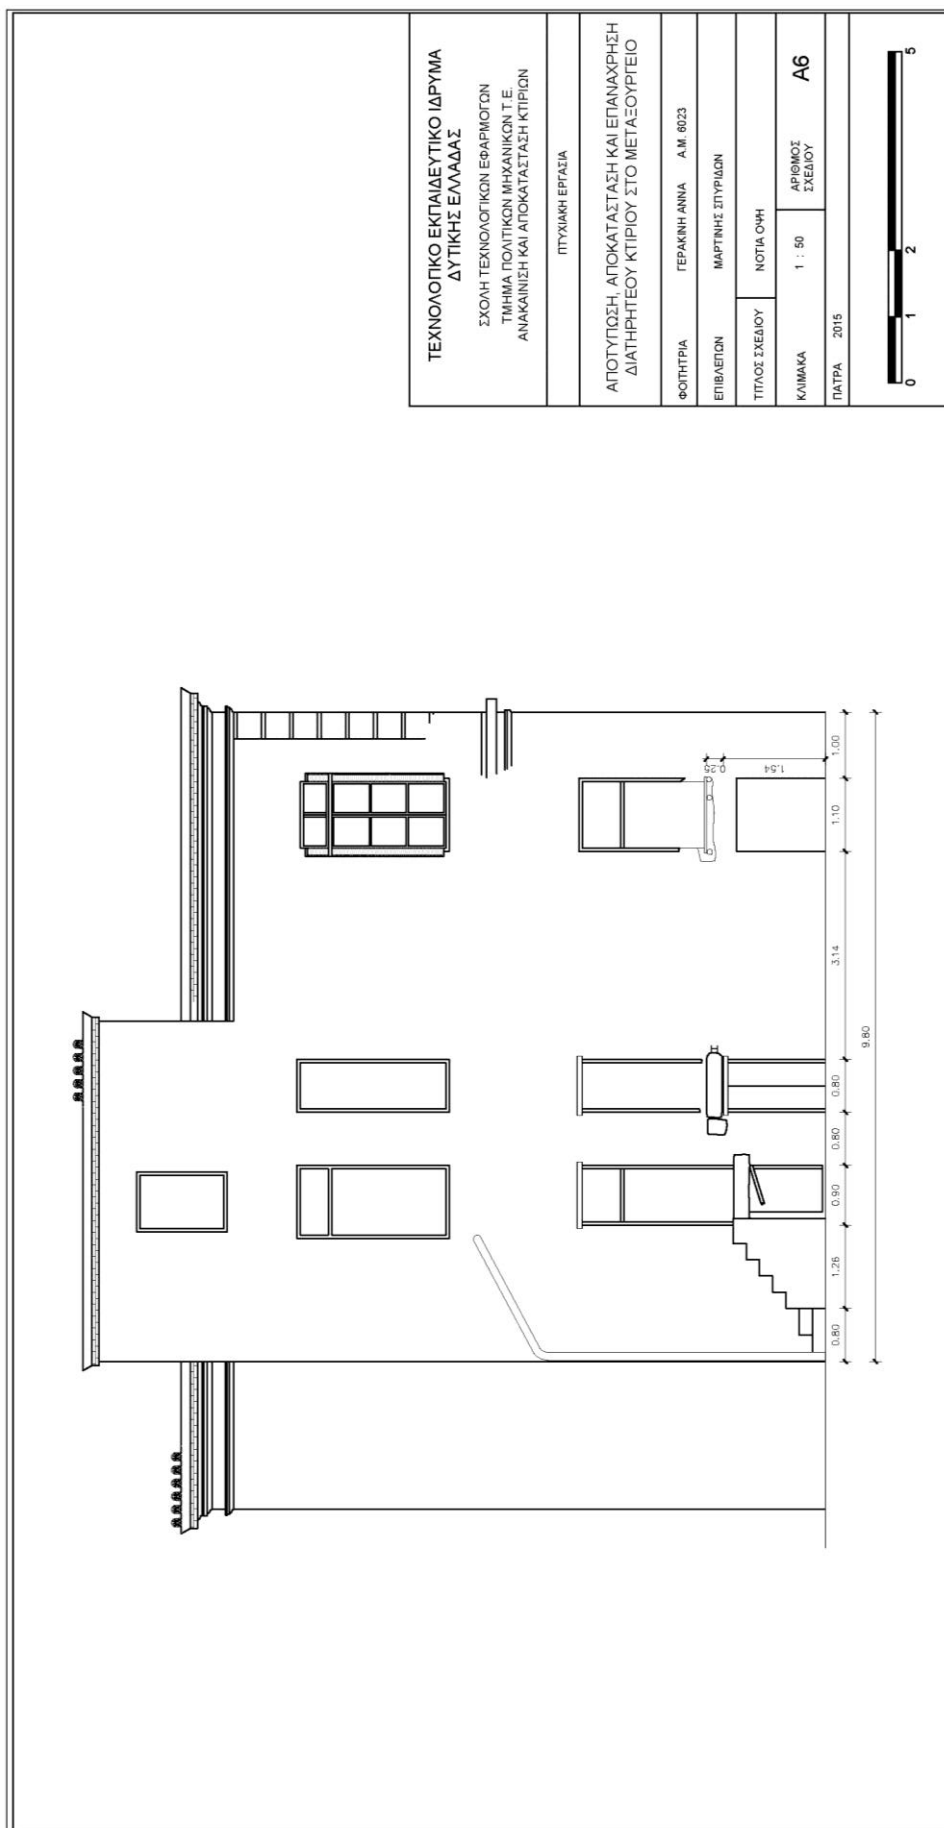 ΤΕΧΝΟΛΟΓΙΚΟ ΕΚΠΑΙΔΕΥΤΙΚΟ ΙΔΡΥΜΑ
ΔΥΤΙΚΗΣ ΕΛΛΑΔΑΣ
ΣΧΟΛΗ ΤΕΧΝΟΛΟΓΙΚΩΝ ΕΦΑΡΜΟΓΩΝ
ΤΜΗΜΑ ΠΟΛΙΤΙΚΩΝ ΜΗΧΑΝΙΚΩΝ Τ.Ε.
ΑΝΑΚΑΙΝΙΣΗ ΚΑΙ ΑΠΟΚΑΤΑΣΤΑΣΗ ΚΤΙΡΙΩΝ
ΠΤΥΧΙΑΚΗ ΕΡΓΑΣΙΑ
ΑΠΟΤΥΠΩΣΗ, ΑΠΟΚΑΤΑΣΤΑΣΗ ΚΑΙ ΕΠΑΝΑΧΡΗΣΗ
ΔΙΑΤΗΡΗΤΕΟΥ ΚΤΙΡΙΟΥ ΣΤΟ ΜΕΤΑΞΟΥΡΓΕΙΟ
ΦΟΙΤΗΤΡΙΑ ΓΕΡΑΚΙΝΗ ΑΝΝΑ Α.Μ. 6023
ΕΠΙΒΛΕΠΩΝ ΜΑΡΤΙΝΗΣ ΣΠΥΡΙΔΩΝ
ΤΙΤΛΟΣ ΣΧΕΔΙΟΥ ΝΟΤΙΑ ΟΨΗ
ΚΛΙΜΑΚΑ 1 : 50 ΑΡΙΘΜΟΣ ΣΧΕΔΙΟΥ A6
ΠΑΤΡΑ 2015
0 1 2 5
0.25
1.54
0.80 1.26 0.90 0.80 0.80 3.14 1.10 1.00
9.80